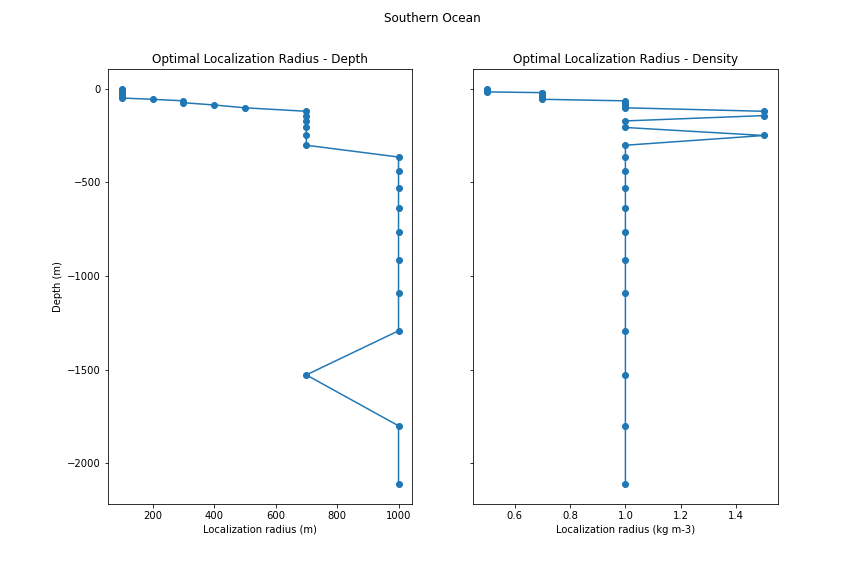 Southern Ocean
Optimal Localization Radius - Depth
Optimal Localization Radius - Density
0
−500
−1000
−1500
−2000
Depth (m)
200 400 600 800 1000
0.6 0.8 1.0 1.2 1.4
Localization radius (m)
Localization radius (kg m-3)